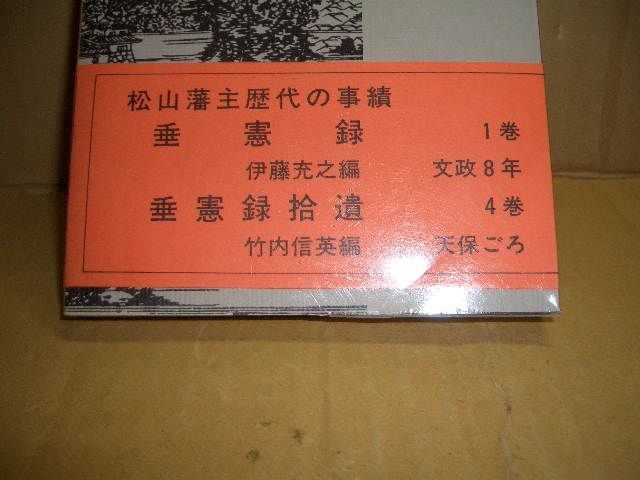 松山藩主歴代の事績
垂憲録 1巻
伊藤充之編 文政8年
垂憲録拾遺 4巻
竹内信英編 天保ごろ